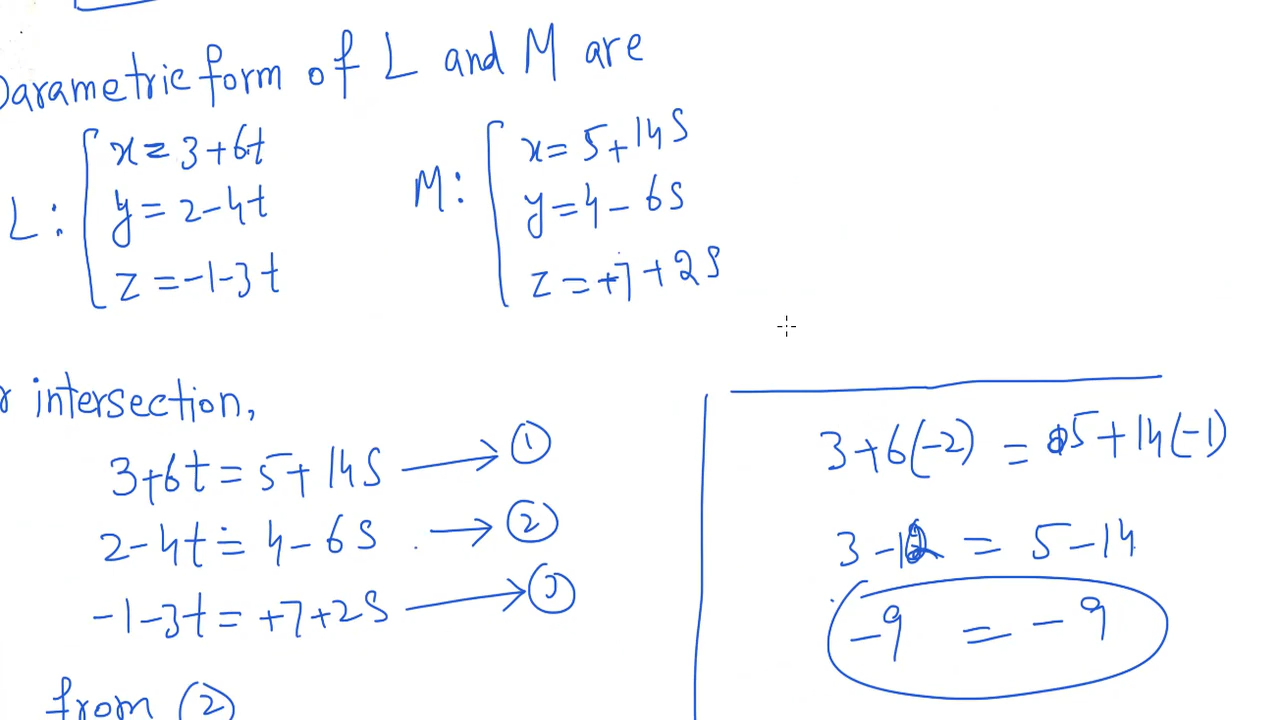 Parametric form of L and M are
L: x = 3+6t
y = 2-4t
z = -1-3t
M: x = 5+14s
y = 4-6s
z = +7+2s
intersection,
3+6t = 5+14s → ①
2-4t = 4-6s → ②
-1-3t = +7+2s → ③
from (2)
3+6(-2) = 5+14(-1)
3-12 = 5-14
-9 = -9